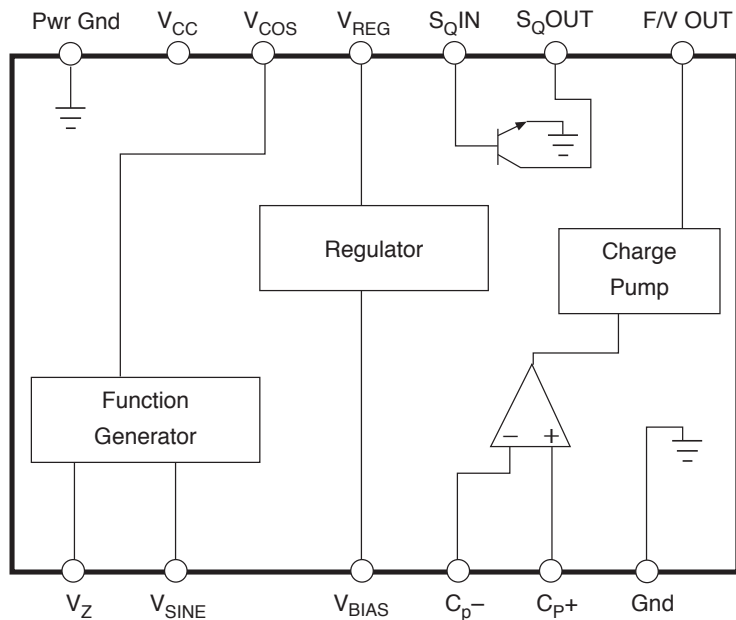 Pwr Gnd V_CC V_COS V_REG S_QIN S_QOUT F/V OUT
Regulator
Charge
Pump
Function
Generator
− +
V_Z V_SINE V_BIAS C_p− C_P+ Gnd